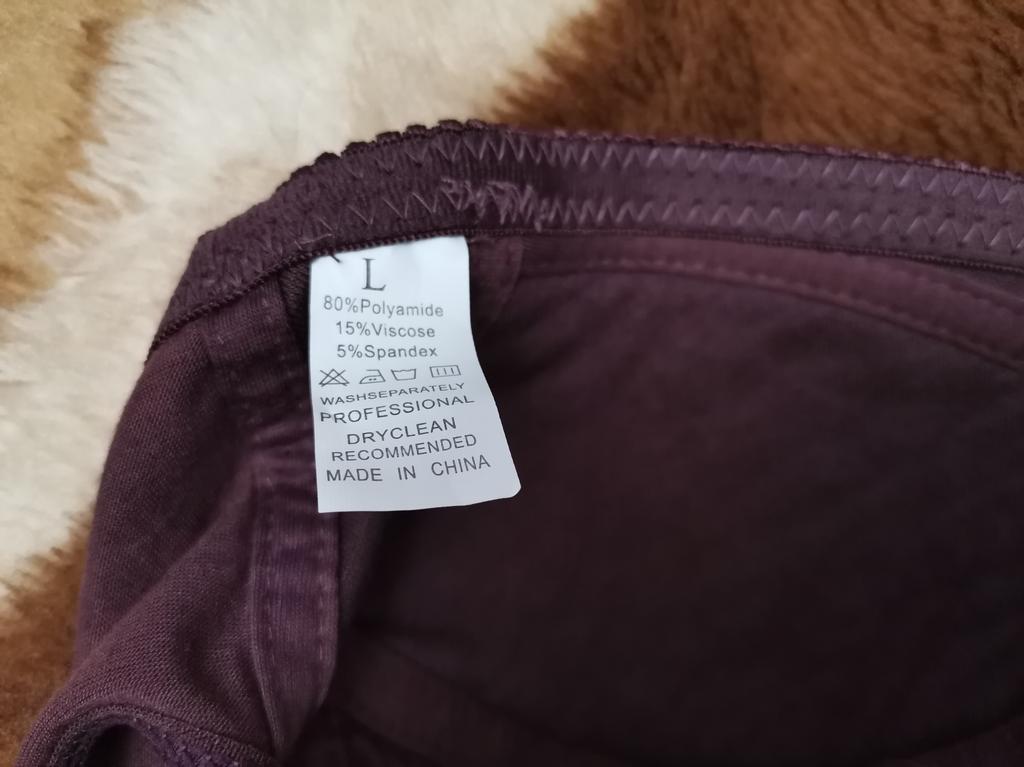 L
80%Polyamide
15%Viscose
5%Spandex
WASHSEPARATELY
PROFESSIONAL
DRYCLEAN
RECOMMENDED
MADE IN CHINA